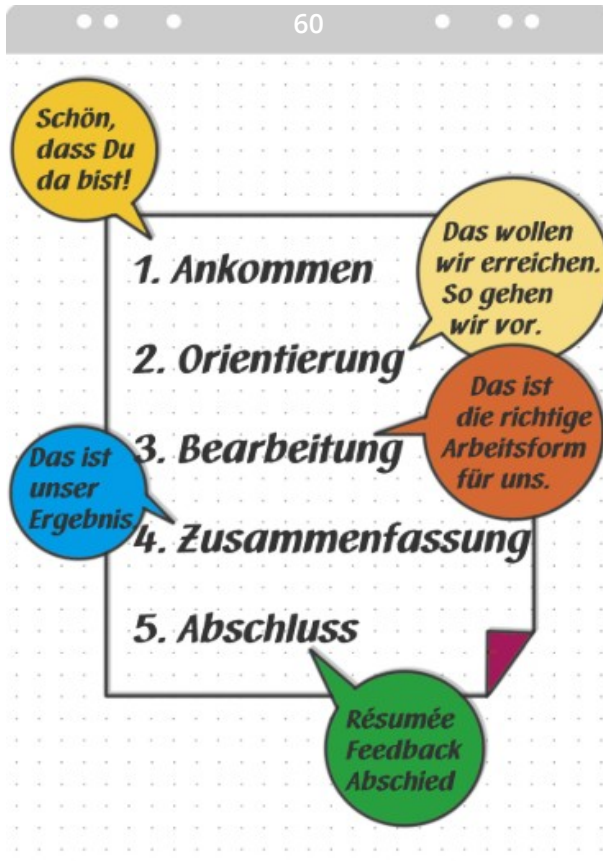 60
Schön,
dass Du
da bist!
1. Ankommen
Das wollen
wir erreichen.
So gehen
wir vor.
2. Orientierung
Das ist
die richtige
Arbeitsform
für uns.
3. Bearbeitung
Das ist
unser
Ergebnis
4. Zusammenfassung
5. Abschluss
Résumée
Feedback
Abschied